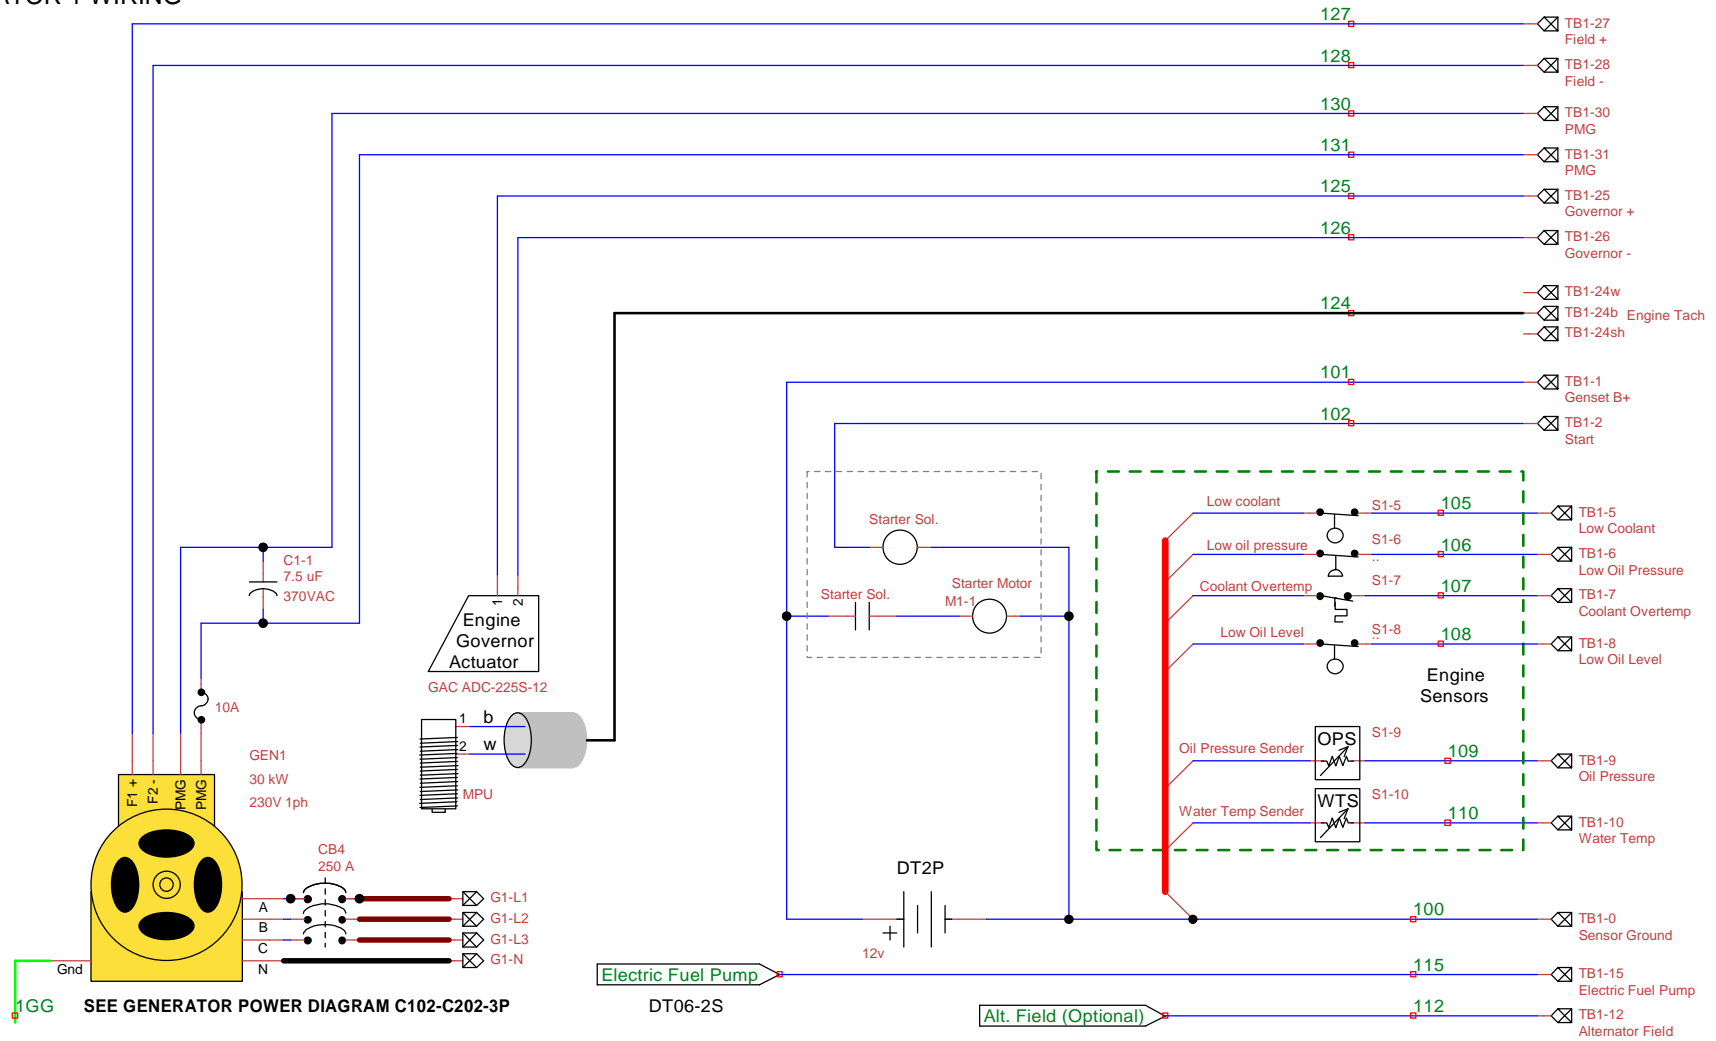 127
TB1-27
Field +
128
TB1-28
Field -
130
TB1-30
PMG
131
TB1-31
PMG
125
TB1-25
Governor +
126
TB1-26
Governor -
TB1-24w
124
TB1-24b Engine Tach
TB1-24sh
101
TB1-1
Genset B+
102
TB1-2
Start
Low coolant
S1-5
105
TB1-5
Low Coolant
Low oil pressure
S1-6
106
TB1-6
Low Oil Pressure
Coolant Overtemp
S1-7
107
TB1-7
Coolant Overtemp
Low Oil Level
S1-8
108
TB1-8
Low Oil Level
Engine
Sensors
Starter Sol.
Starter Sol.
Starter Motor
M1-1
C1-1
7.5 uF
370VAC
1
2
Engine
Governor
Actuator
GAC ADC-225S-12
10A
1
b
2
w
MPU
GEN1
30 kW
230V 1ph
F1 +
F2 -
PMG
PMG
Oil Pressure Sender
OPS
S1-9
109
TB1-9
Oil Pressure
Water Temp Sender
WTS
S1-10
110
TB1-10
Water Temp
CB4
250 A
A
G1-L1
B
G1-L2
C
G1-L3
N
G1-N
Gnd
1GG
SEE GENERATOR POWER DIAGRAM C102-C202-3P
DT2P
+
12v
100
TB1-0
Sensor Ground
Electric Fuel Pump
DT06-2S
115
TB1-15
Electric Fuel Pump
Alt. Field (Optional)
112
TB1-12
Alternator Field